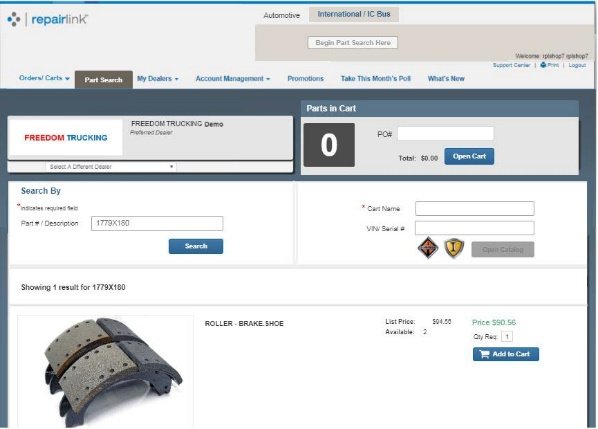 repairlink
Automotive International / IC Bus
Begin Part Search Here
Welcome rplshop7 rplshop7
Support Center | Print | Logout
Orders/ Carts Part Search My Dealers Account Management Promotions Take This Month's Poll What's New
Parts in Cart
FREEDOM TRUCKING
FREEDOM TRUCKING Demo
Preferred Dealer
0
PO#
Total: $0.00 Open Cart
Select A Different Dealer
Search By
*Indicates required field
Part # / Description 1779X180
Search
* Cart Name
VIN/ Serial #
Open Catalog
Showing 1 result for 1779X180
ROLLER - BRAKE.SHOE
List Price: $94.66
Available: 2
Price $90.56
Qty Req: 1
Add to Cart